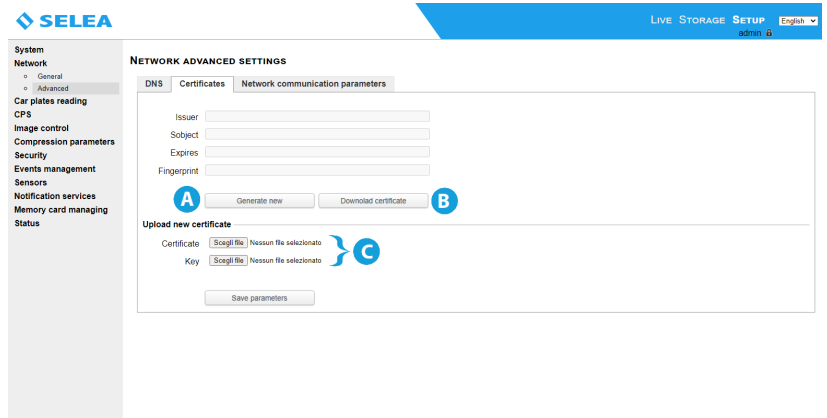 SELEA
LIVE STORAGE SETUP English
admin
System
Network
General
Advanced
Car plates reading
CPS
Image control
Compression parameters
Security
Events management
Sensors
Notification services
Memory card managing
Status
NETWORK ADVANCED SETTINGS
DNS Certificates Network communication parameters
Issuer
Sobject
Expires
Fingerprint
A Generate new Downolad certificate B
Upload new certificate
Certificate Scegli file Nessun file selezionato
C
Key Scegli file Nessun file selezionato
Save parameters